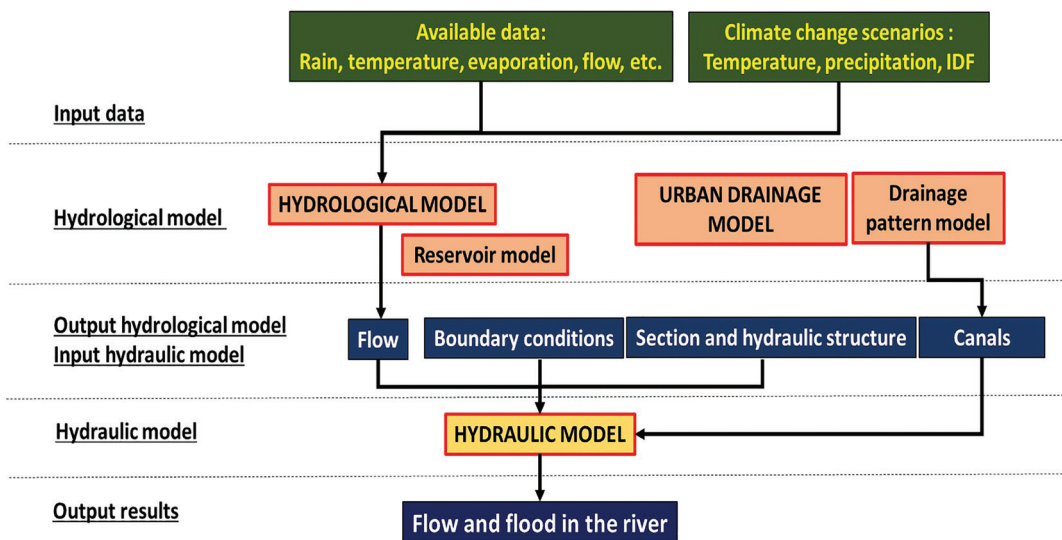 Available data:
Rain, temperature, evaporation, flow, etc.
Climate change scenarios :
Temperature, precipitation, IDF
Input data
Hydrological model
HYDROLOGICAL MODEL
Reservoir model
URBAN DRAINAGE
MODEL
Drainage
pattern model
Output hydrological model
Input hydraulic model
Flow
Boundary conditions
Section and hydraulic structure
Canals
Hydraulic model
HYDRAULIC MODEL
Output results
Flow and flood in the river